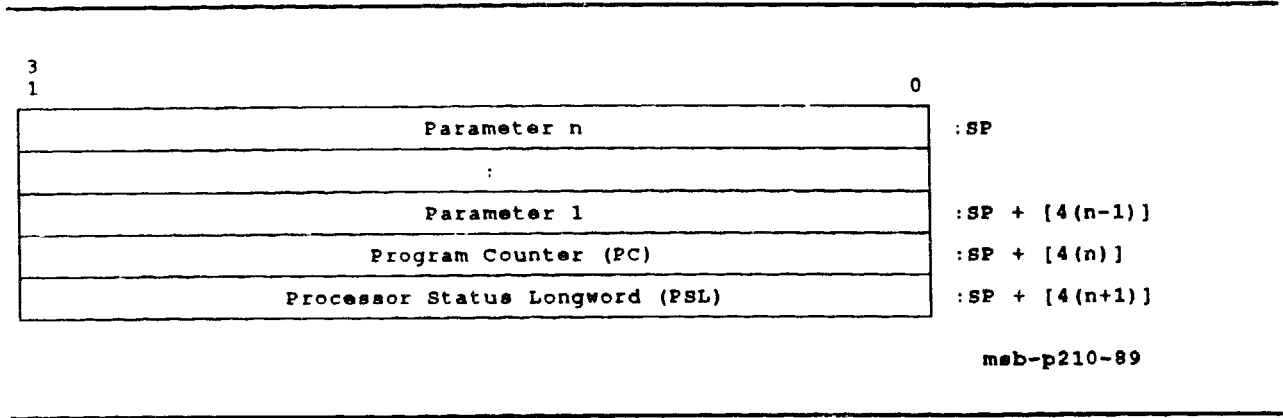 3
1 0
Parameter n :SP
:
Parameter 1 :SP + [4(n-1)]
Program Counter (PC) :SP + [4(n)]
Processor Status Longword (PSL) :SP + [4(n+1)]
msb-p210-89